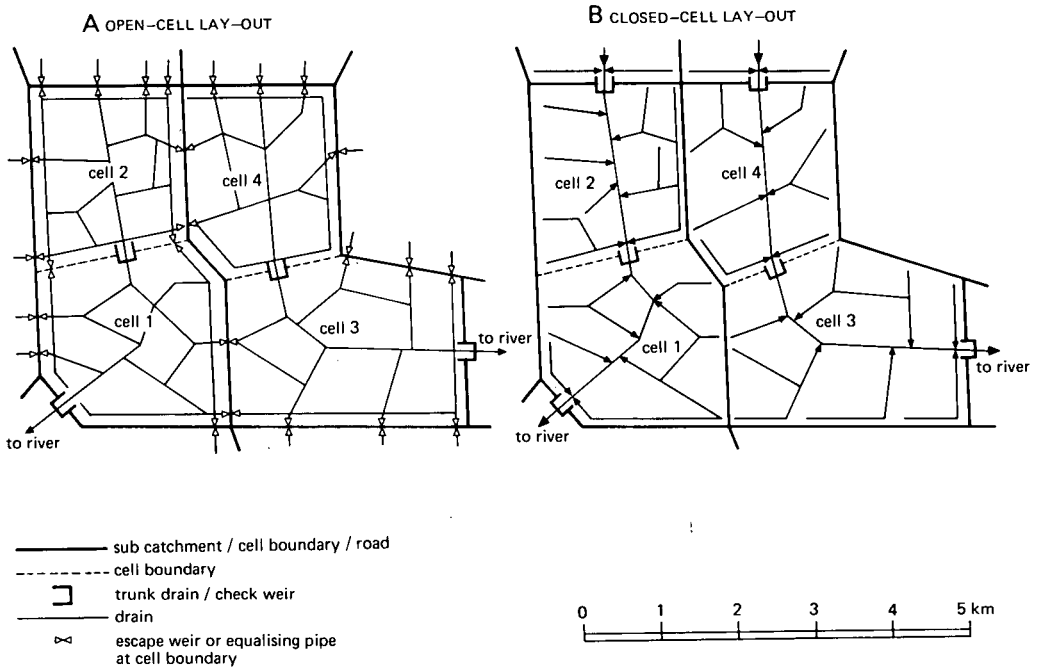 A OPEN-CELL LAY-OUT
cell 2
cell 4
cell 1
cell 3
to river
to river
B CLOSED-CELL LAY-OUT
cell 2
cell 4
cell 1
cell 3
to river
to river
sub catchment / cell boundary / road
cell boundary
trunk drain / check weir
drain
escape weir or equalising pipe
at cell boundary
0 1 2 3 4 5 km